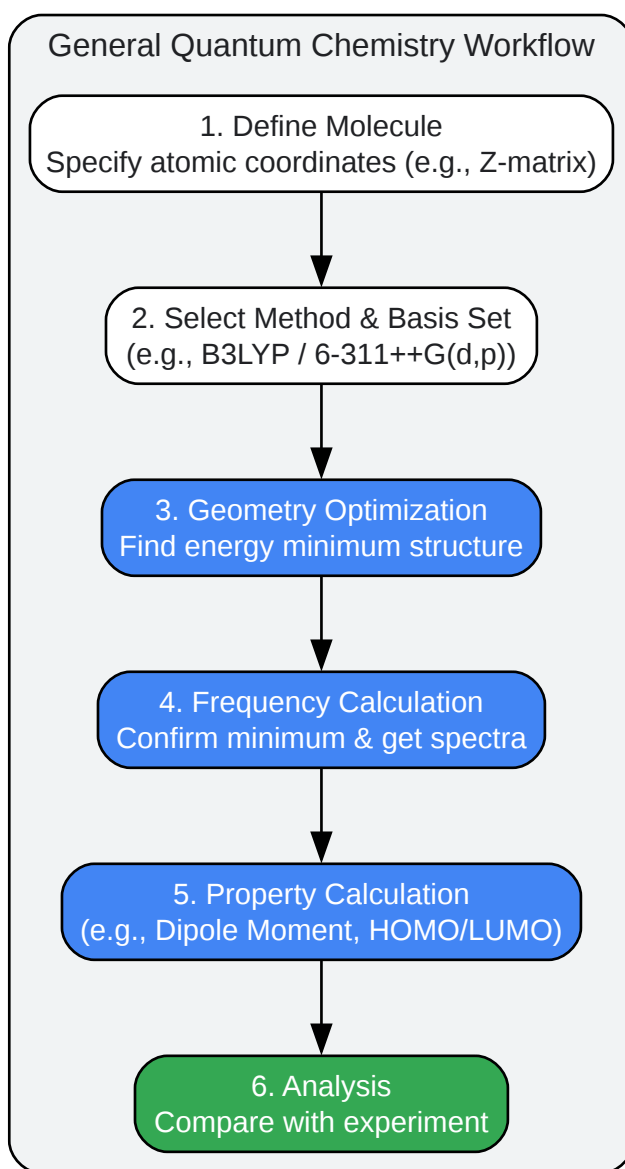 General Quantum Chemistry Workflow
1. Define Molecule
Specify atomic coordinates (e.g., Z-matrix)
2. Select Method & Basis Set
(e.g., B3LYP / 6-311++G(d,p))
3. Geometry Optimization
Find energy minimum structure
4. Frequency Calculation
Confirm minimum & get spectra
5. Property Calculation
(e.g., Dipole Moment, HOMO/LUMO)
6. Analysis
Compare with experiment